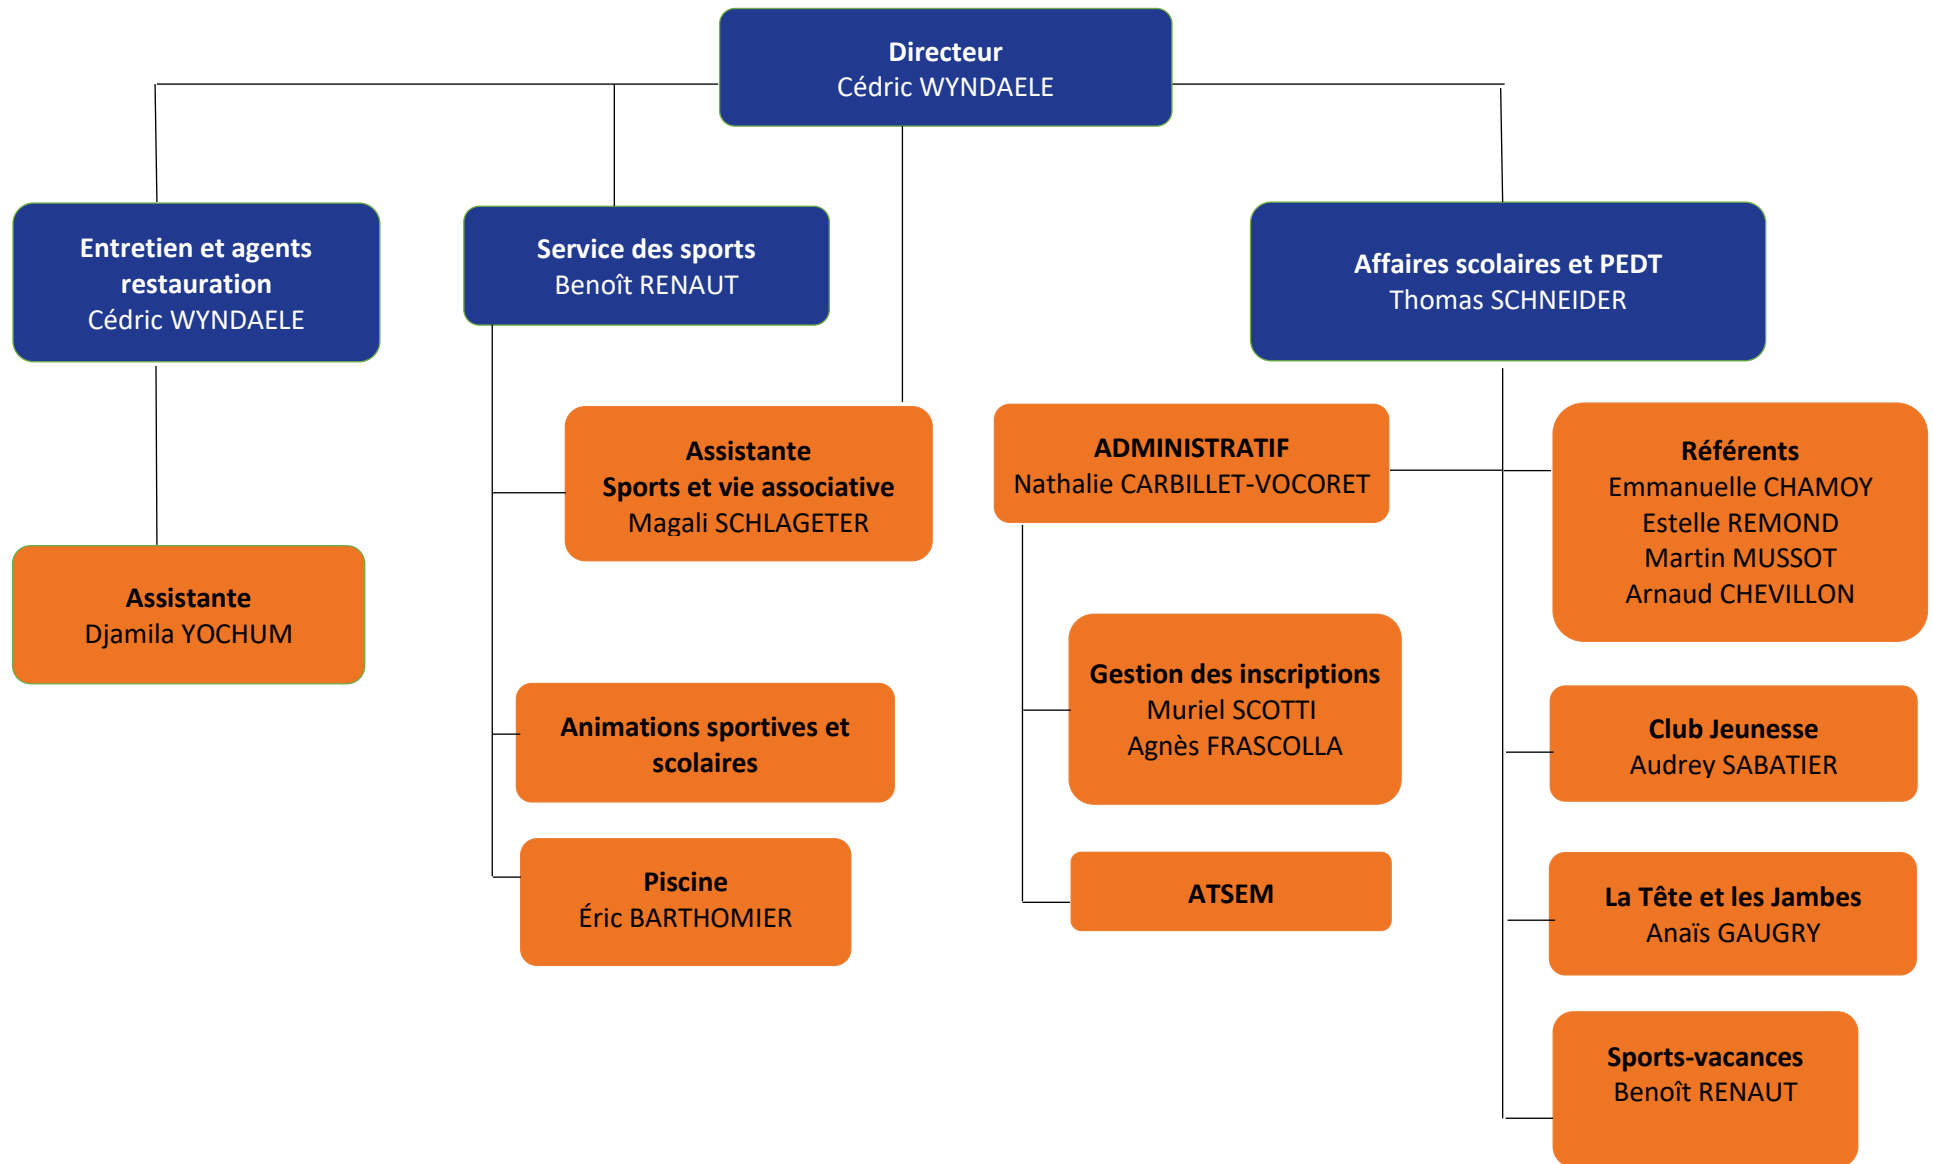 Directeur
Cédric WYNDAELE
Entretien et agents
restauration
Cédric WYNDAELE
Service des sports
Benoît RENAUT
Affaires scolaires et PEDT
Thomas SCHNEIDER
Assistante
Djamila YOCHUM
Assistante
Sports et vie associative
Magali SCHLAGETER
Animations sportives et
scolaires
Piscine
Éric BARTHOMIER
ADMINISTRATIF
Nathalie CARBILLET-VOCORET
Gestion des inscriptions
Muriel SCOTTI
Agnès FRASCOLLA
ATSEM
Référents
Emmanuelle CHAMOY
Estelle REMOND
Martin MUSSOT
Arnaud CHEVILLON
Club Jeunesse
Audrey SABATIER
La Tête et les Jambes
Anaïs GAUGRY
Sports-vacances
Benoît RENAUT